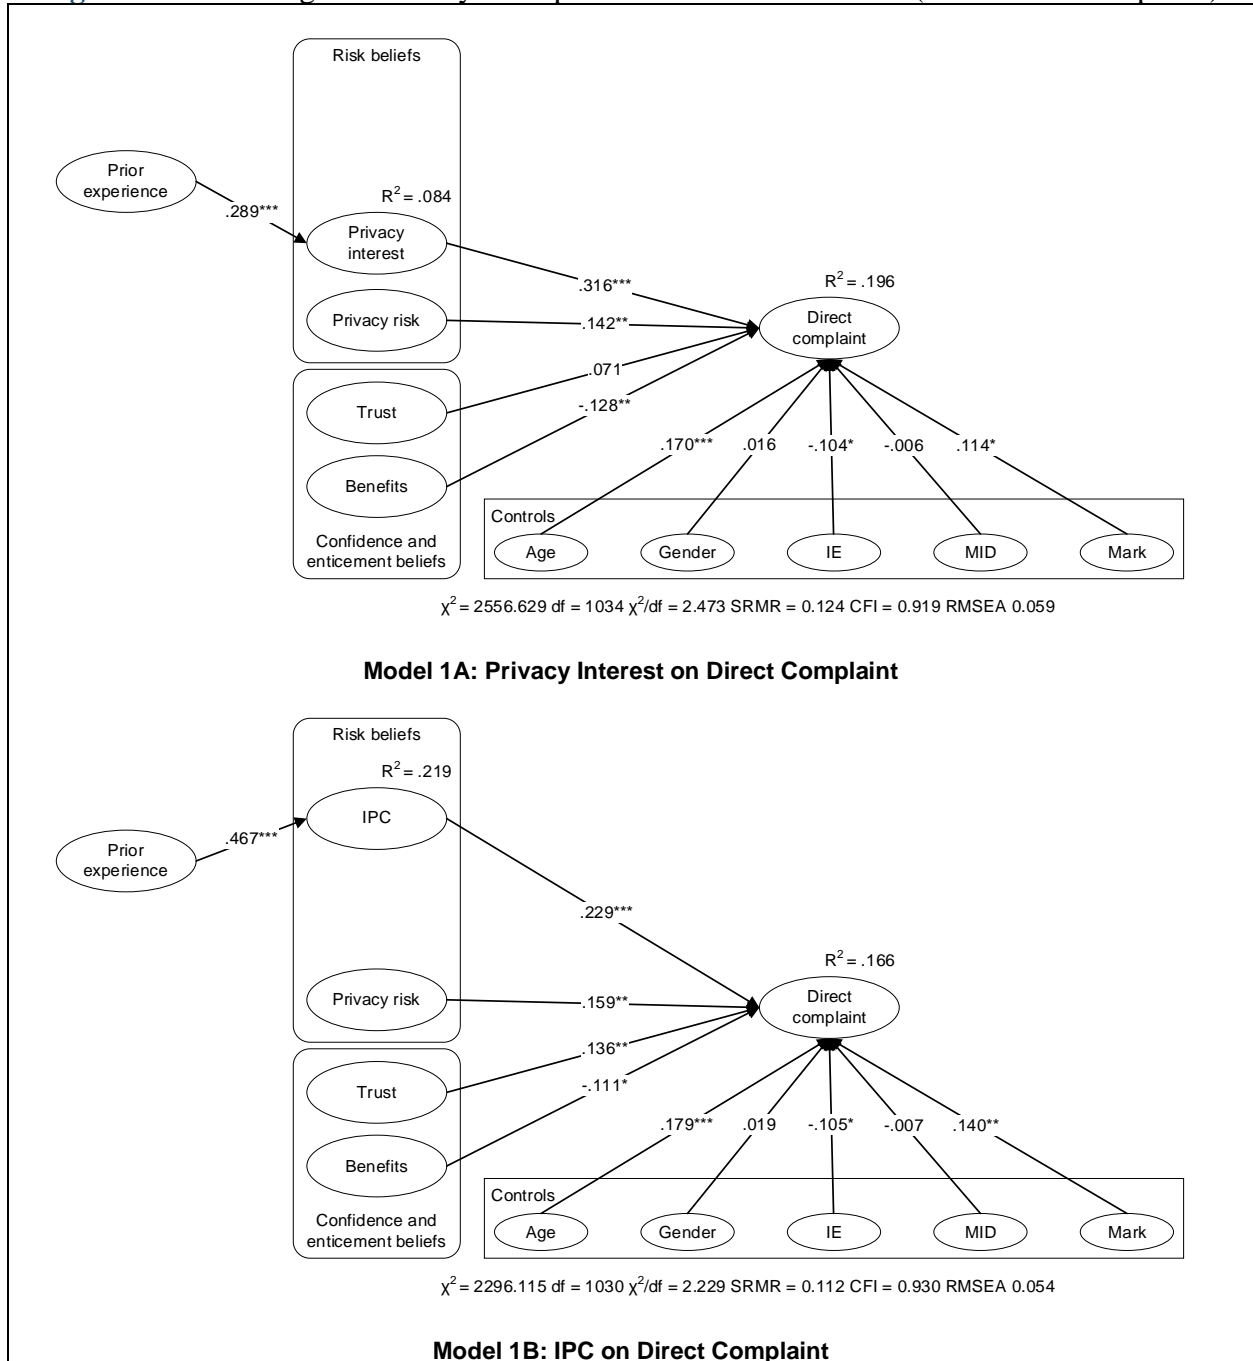 Risk beliefs
Prior
experience
.289***
R² = .084
Privacy
interest
.316***
R² = .196
Privacy risk
.142**
Direct
complaint
.071
Trust
-.128**
.170*** .016 -.104* -.006 .114*
Benefits
Controls
Confidence and
enticement beliefs
Age Gender IE MID Mark
χ² = 2556.629 df = 1034 χ²/df = 2.473 SRMR = 0.124 CFI = 0.919 RMSEA 0.059
Model 1A: Privacy Interest on Direct Complaint
Risk beliefs
R² = .219
IPC
.467***
Prior
experience
.229***
R² = .166
Privacy risk
.159**
Direct
complaint
.136**
Trust
-.111*
.179*** .019 -.105* -.007 .140**
Benefits
Controls
Confidence and
enticement beliefs
Age Gender IE MID Mark
χ² = 2296.115 df = 1030 χ²/df = 2.229 SRMR = 0.112 CFI = 0.930 RMSEA 0.054
Model 1B: IPC on Direct Complaint